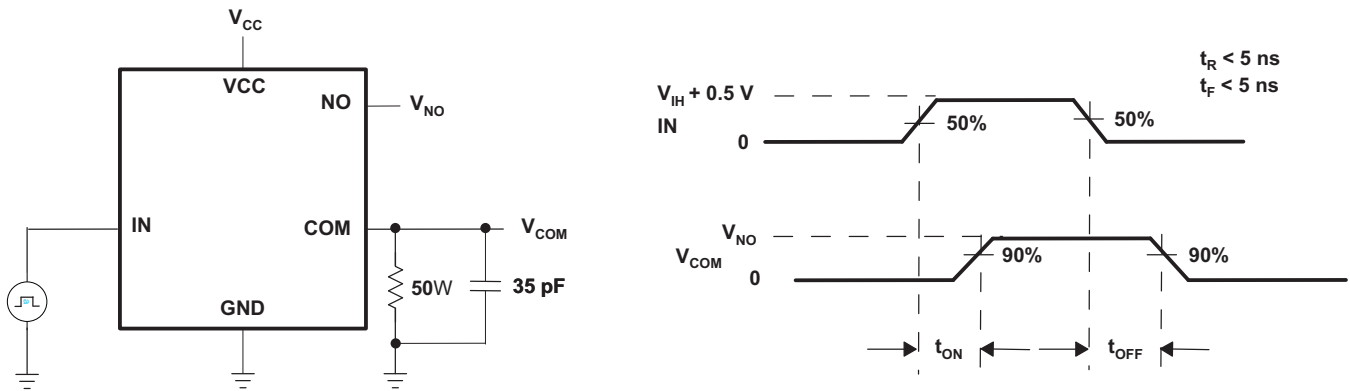 V_CC
VCC
NO
V_NO
IN
COM
V_COM
50W
35 pF
GND
t_R < 5 ns
t_F < 5 ns
V_IH + 0.5 V
IN
50%
50%
0
V_NO
V_COM
90%
90%
0
t_ON
t_OFF